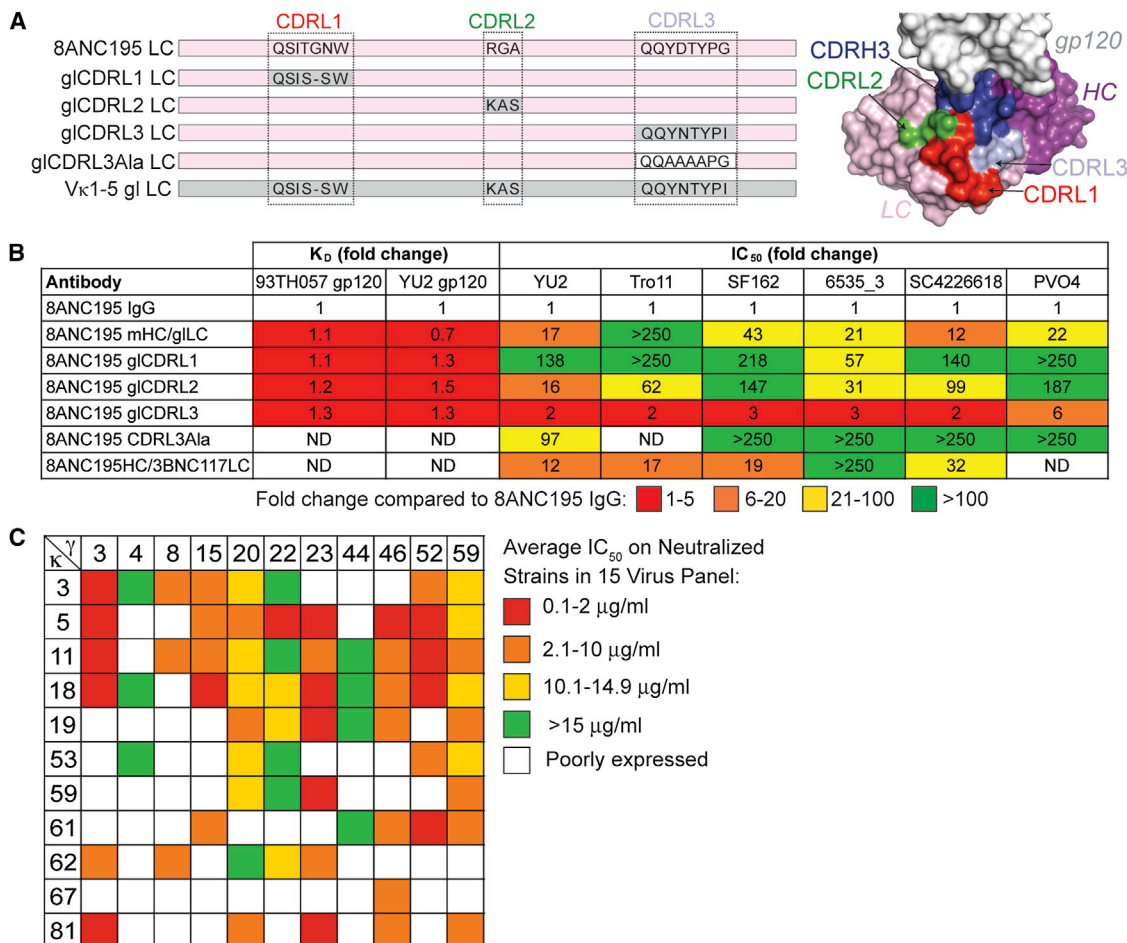 A
CDRL1 CDRL2 CDRL3
8ANC195 LC QSITGNW RGA QQYDTYPG
glCDRL1 LC QSIS-SW
glCDRL2 LC KAS
glCDRL3 LC QQYNTYPI
glCDRL3Ala LC QQAAAAPG
Vκ1-5 gl LC QSIS-SW KAS QQYNTYPI
gp120
CDRH3
CDRL2
HC
CDRL3
CDRL1
LC
B
K_D (fold change) IC50 (fold change)
Antibody 93TH057 gp120 YU2 gp120 YU2 Tro11 SF162 6535_3 SC4226618 PVO4
8ANC195 IgG 1 1 1 1 1 1 1 1
8ANC195 mHC/glLC 1.1 0.7 17 >250 43 21 12 22
8ANC195 glCDRL1 1.1 1.3 138 >250 218 57 140 >250
8ANC195 glCDRL2 1.2 1.5 16 62 147 31 99 187
8ANC195 glCDRL3 1.3 1.3 2 2 3 3 2 6
8ANC195 CDRL3Ala ND ND 97 ND >250 >250 >250 >250
8ANC195HC/3BNC117LC ND ND 12 17 19 >250 32 ND
Fold change compared to 8ANC195 IgG: 1-5 6-20 21-100 >100
C
κ γ 3 4 8 15 20 22 23 44 46 52 59
3
5
11
18
19
53
59
61
62
67
81
Average IC50 on Neutralized
Strains in 15 Virus Panel:
0.1-2 μg/ml
2.1-10 μg/ml
10.1-14.9 μg/ml
>15 μg/ml
Poorly expressed